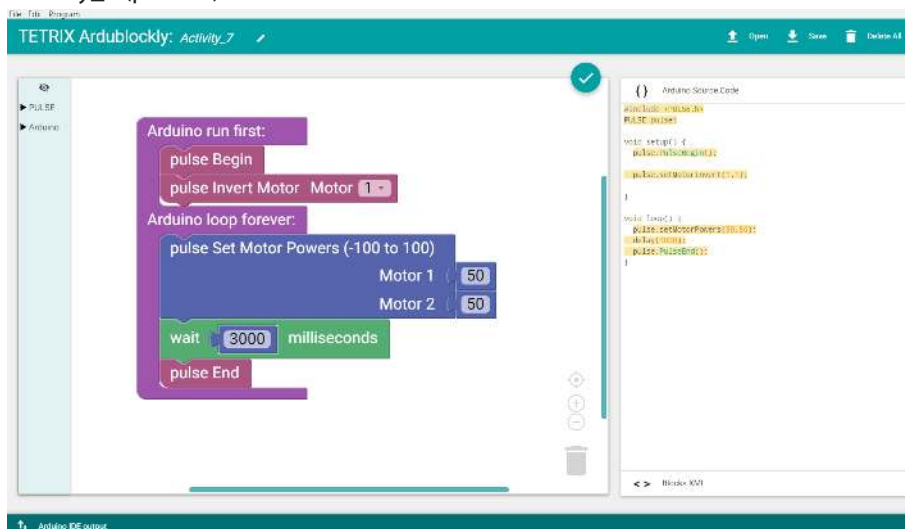 File Edit Program
TETRIX Ardublockly: Activity_7
Open
Save
Delete All
PULSE
Arduino
Arduino run first:
pulse Begin
pulse Invert Motor Motor 1
Arduino loop forever:
pulse Set Motor Powers (-100 to 100)
Motor 1 50
Motor 2 50
wait 3000 milliseconds
pulse End
{} Arduino Source Code
#include <PULSE.h>
PULSE pulse;
void setup() {
pulse.PulseBegin();
pulse.setMotorInvert(1,1);
}
void loop() {
pulse.setMotorPowers(50,50);
delay(3000);
pulse.PulseEnd();
}
< > Blocks XML
Arduino IDE output